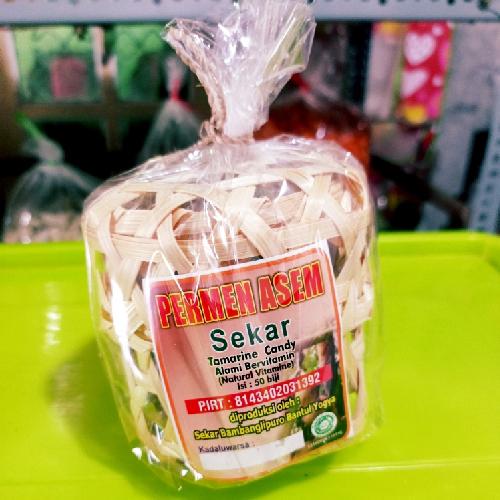 PERMEN ASEM
Sekar
Tamarine Candy
Alami Bervitamin
(Natural Vitamine)
Isi : 50 biji
P.IRT : 8143402031392
diproduksi oleh :
Sekar Bambanglipuro Bantul Yogya
Kadaluwarsa :